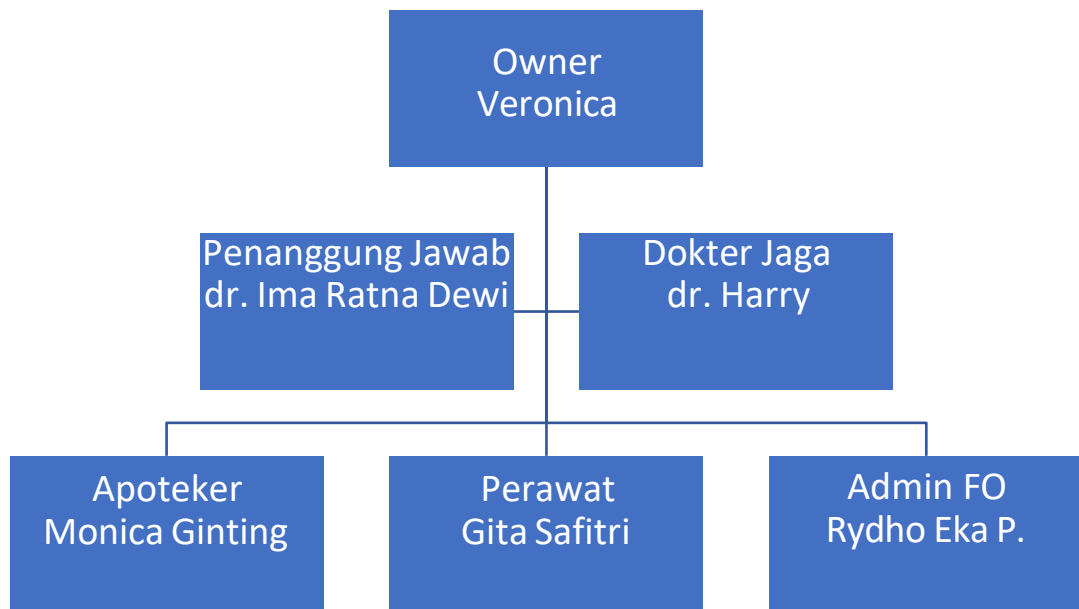 Owner
Veronica
Penanggung Jawab
dr. Ima Ratna Dewi
Dokter Jaga
dr. Harry
Apoteker
Monica Ginting
Perawat
Gita Safitri
Admin FO
Rydho Eka P.